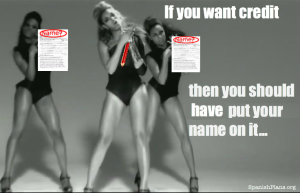 If you want credit
Name?
Name?
then you should
have put your
name on it...
SpanishPlans.org